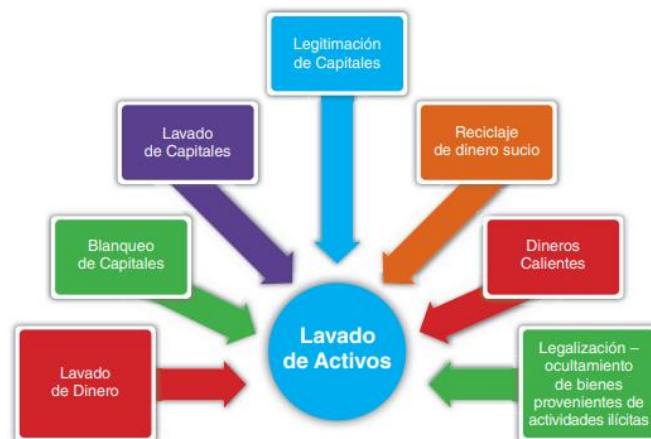 Legitimación
de Capitales
Lavado
de Capitales
Reciclaje
de dinero sucio
Blanqueo
de Capitales
Dineros
Calientes
Lavado
de Activos
Lavado
de Dinero
Legalización –
ocultamiento
de bienes
provenientes de
actividades ilícitas